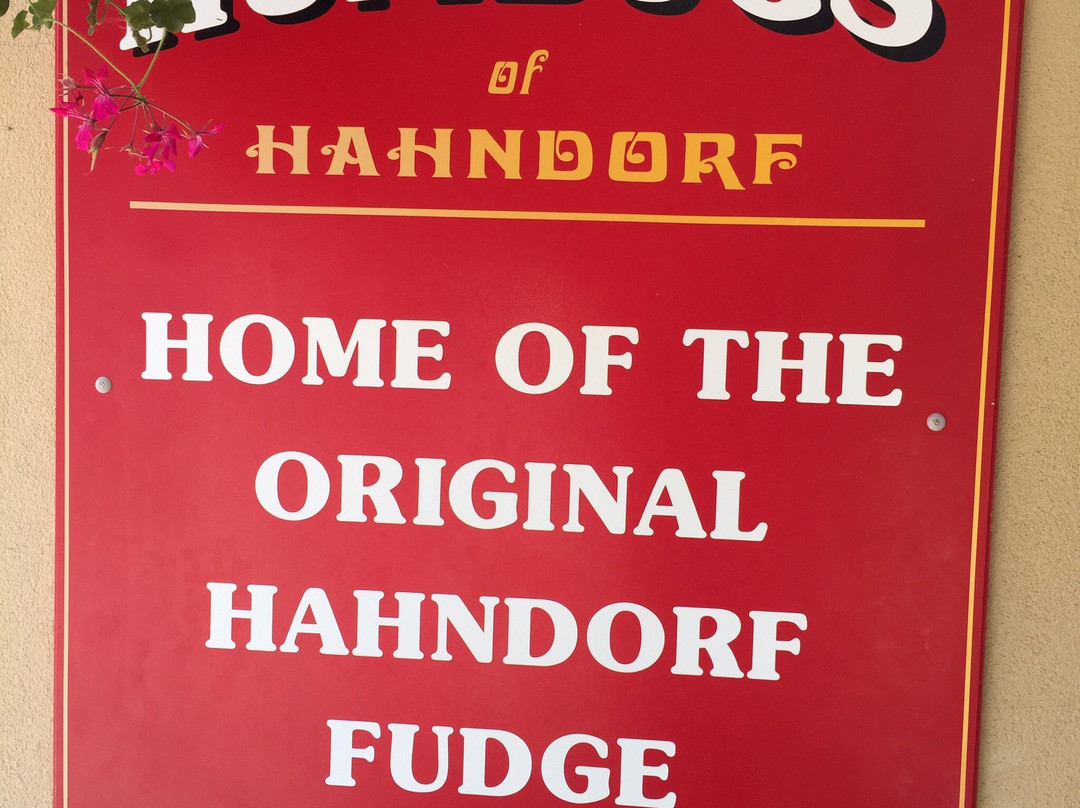 of
HAHNDORF
HOME OF THE
ORIGINAL
HAHNDORF
FUDGE